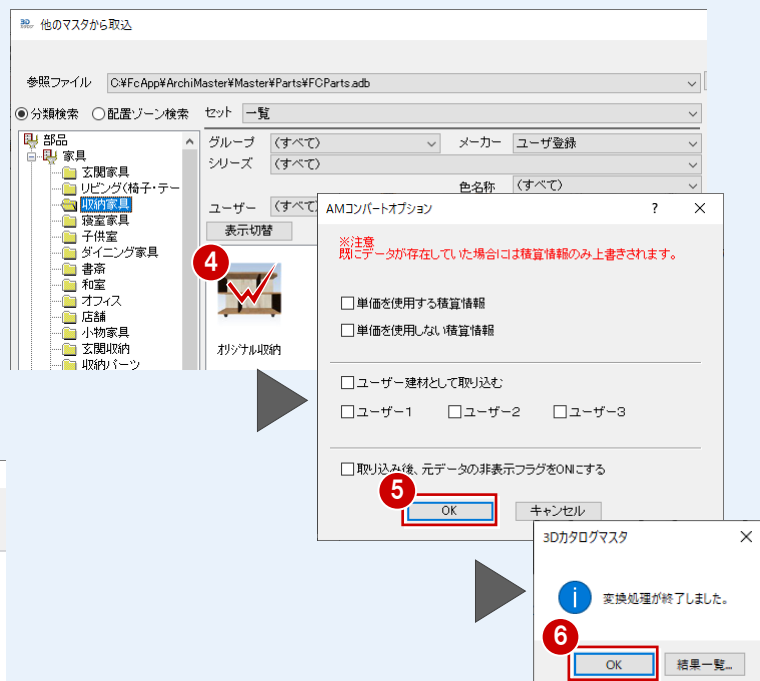 3D 他のマスタから取込
参照ファイル C:¥FcApp¥ArchiMaster¥Master¥Parts¥FCParts.adb
分類検索 配置ゾーン検索 セット 一覧
部品
家具
玄関家具
リビング(椅子・テー
収納家具
寝室家具
子供室
ダイニング家具
書斎
和室
オフィス
店舗
小物家具
玄関収納
収納パーツ
グループ (すべて) メーカー ユーザ登録
シリーズ (すべて)
色名称 (すべて)
ユーザー (すべて)
表示切替
4
オリジナル収納
AMコンバートオプション ? ×
※注意
既にデータが存在していた場合には積算情報のみ上書きされます。
単価を使用する積算情報
単価を使用しない積算情報
ユーザー建材として取り込む
ユーザー1 ユーザー2 ユーザー3
取り込み後、元データの非表示フラグをONにする
5
OK キャンセル
3Dカタログマスタ ×
変換処理が終了しました。
6
OK 結果一覧...